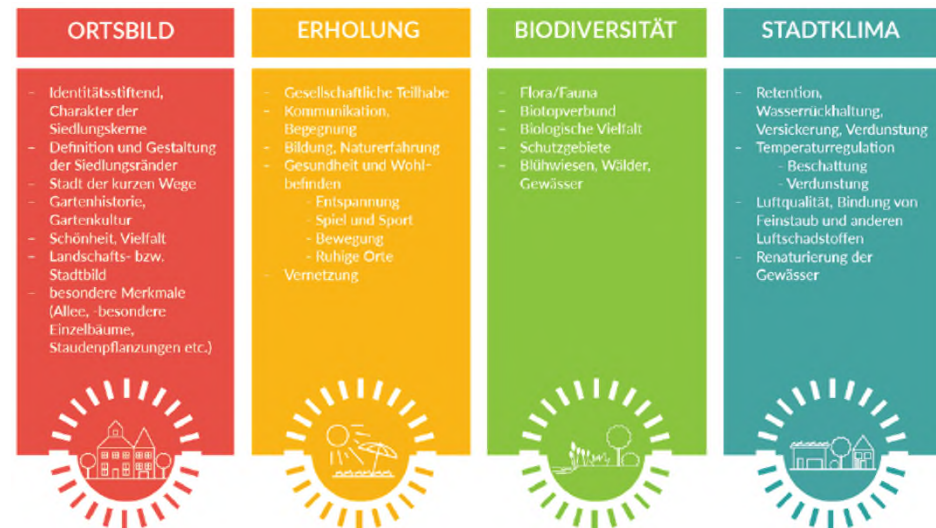 ORTSBILD
– Identitätsstiftend,
Charakter der
Siedlungskerne
– Definition und Gestaltung
der Siedlungsränder
– Stadt der kurzen Wege
– Gartenhistorie,
Gartenkultur
– Schönheit, Vielfalt
– Landschafts- bzw.
Stadtbild
– besondere Merkmale
(Allee, -besondere
Einzelbäume,
Staudenpflanzungen etc.)
ERHOLUNG
– Gesellschaftliche Teilhabe
– Kommunikation,
Begegnung
– Bildung, Naturerfahrung
– Gesundheit und Wohl-
befinden
- Entspannung
- Spiel und Sport
- Bewegung
- Ruhige Orte
– Vernetzung
BIODIVERSITÄT
– Flora/Fauna
– Biotopverbund
– Biologische Vielfalt
– Schutzgebiete
– Blühwiesen, Wälder,
Gewässer
STADTKLIMA
– Retention,
Wasserrückhaltung,
Versickerung, Verdunstung
– Temperaturregulation
- Beschattung
- Verdunstung
– Luftqualität, Bindung von
Feinstaub und anderen
Luftschadstoffen
– Renaturierung der
Gewässer